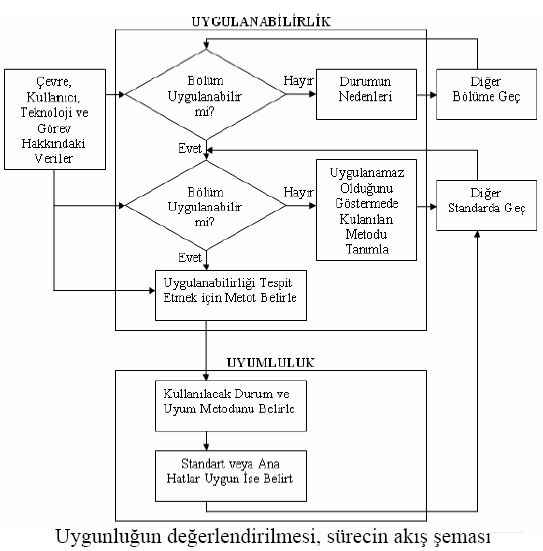 UYGULANABİLİRLİK
Çevre,
Kullanıcı,
Teknoloji ve
Görev
Hakkındaki
Veriler
Bölüm
Uygulanabilir
mi?
Hayır
Durumun
Nedenleri
Diğer
Bölüme Geç
Evet
Bölüm
Uygulanabilir
mi?
Hayır
Uygulanamaz
Olduğunu
Göstermede
Kulanılan
Metodu
Tanımla
Diğer
Standarda Geç
Evet
Uygulanabilirliği Tespit
Etmek için Metot Belirle
UYUMLULUK
Kullanılacak Durum ve
Uyum Metodunu Belirle
Standart veya Ana
Hatlar Uygun İse Belirt
Uygunluğun değerlendirilmesi, sürecin akış şeması